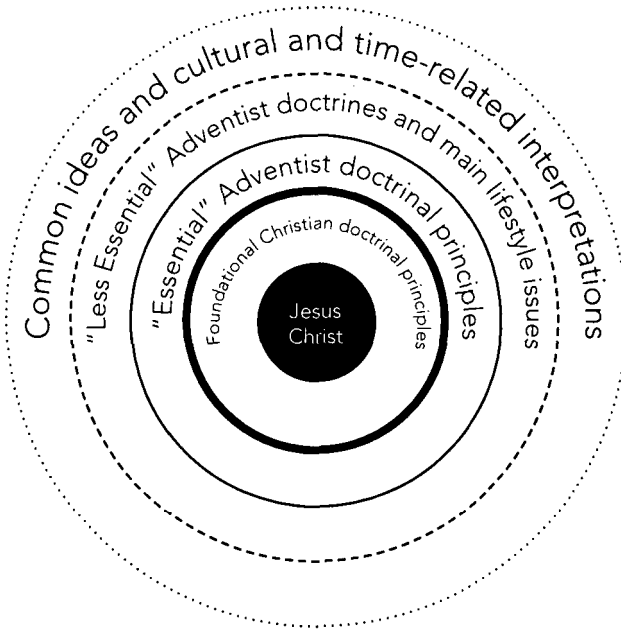 Common ideas and cultural and time-related interpretations
"Less Essential" Adventist doctrines and main lifestyle issues
"Essential" Adventist doctrinal principles
Foundational Christian doctrinal principles
Jesus
Christ